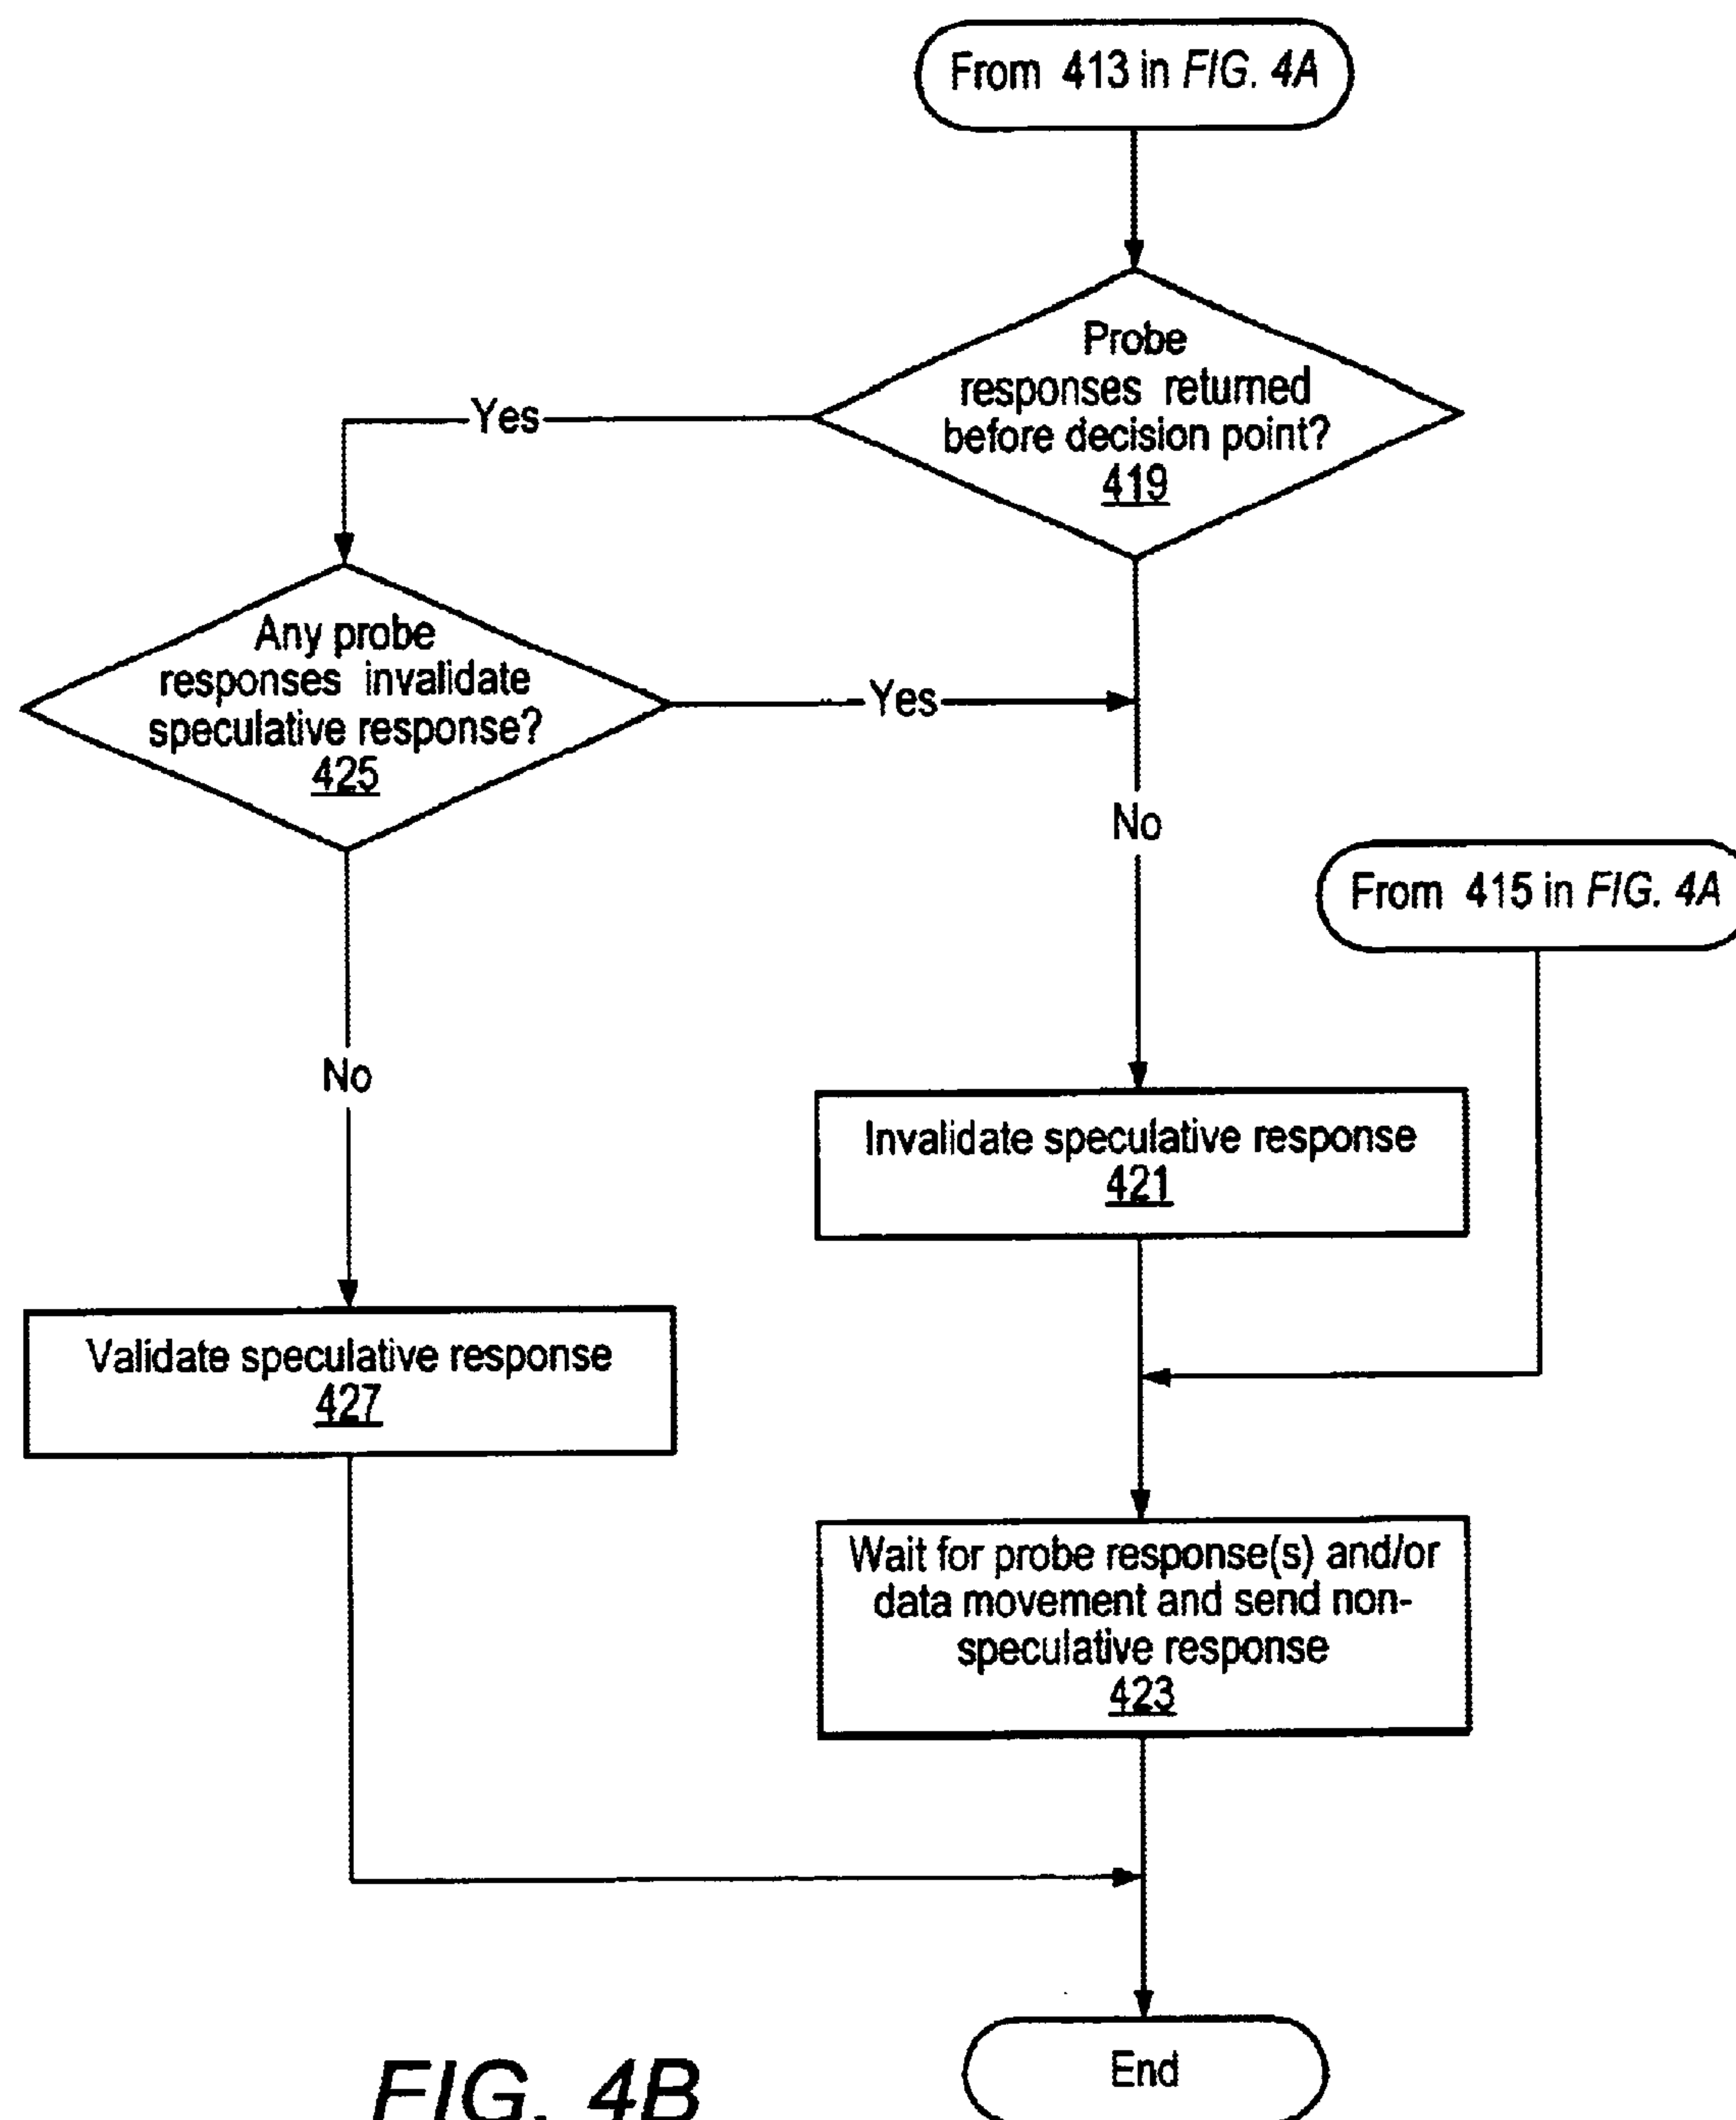 From 413 in FIG. 4A
Probe
responses returned
before decision point?
419
Yes
Any probe
responses invalidate
speculative response?
425
Yes
No
From 415 in FIG. 4A
No
Invalidate speculative response
421
Validate speculative response
427
Wait for probe response(s) and/or
data movement and send non-
speculative response
423
End
FIG. 4B